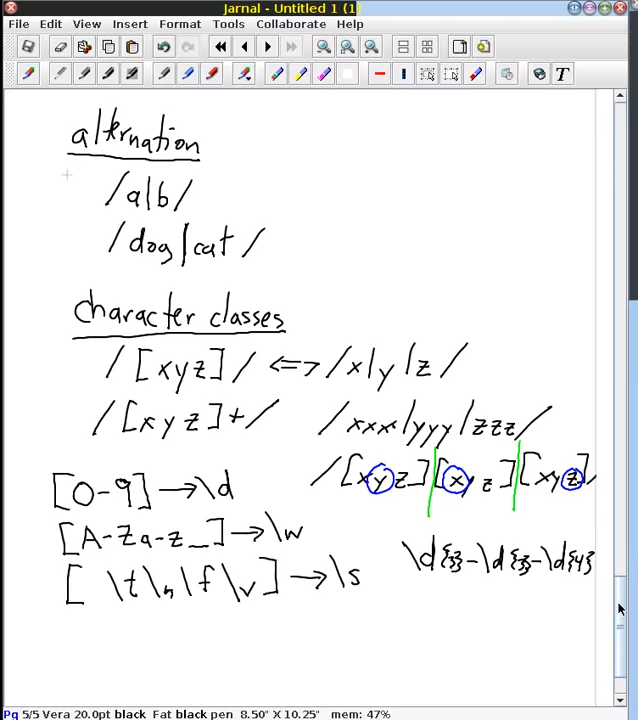 Jarnal - Untitled 1 (1)
File Edit View Insert Format Tools Collaborate Help
T
alternation
/a|b/
/dog|cat/
character classes
/[xyz]/ <=> /x|y|z/
/[xyz]+/ /xxx|yyy|zzz/
/[xyz][xyz][xyz]/
[0-9] → \d
[A-Za-z_] → \w
\d{3}-\d{3}-\d{4}
[ \t\n\f\v] → \s
Pg 5/5 Vera 20.0pt black Fat black pen 8.50" X 10.25" mem: 47%